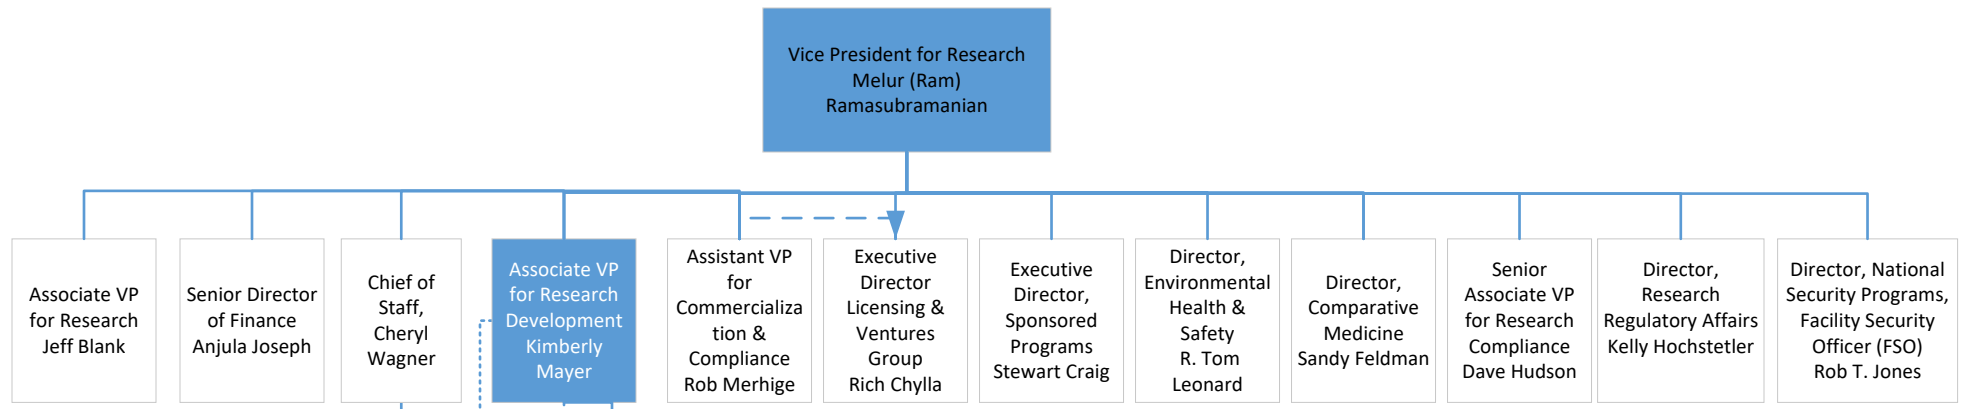 Vice President for Research
Melur (Ram)
Ramasubramanian
Associate VP
for Research
Jeff Blank
Senior Director
of Finance
Anjula Joseph
Chief of
Staff,
Cheryl
Wagner
Associate VP
for Research
Development
Kimberly
Mayer
Assistant VP
for
Commercializa
tion &
Compliance
Rob Merhige
Executive
Director
Licensing &
Ventures
Group
Rich Chylla
Executive
Director,
Sponsored
Programs
Stewart Craig
Director,
Environmental
Health &
Safety
R. Tom
Leonard
Director,
Comparative
Medicine
Sandy Feldman
Senior
Associate VP
for Research
Compliance
Dave Hudson
Director,
Research
Regulatory Affairs
Kelly Hochstetler
Director, National
Security Programs,
Facility Security
Officer (FSO)
Rob T. Jones